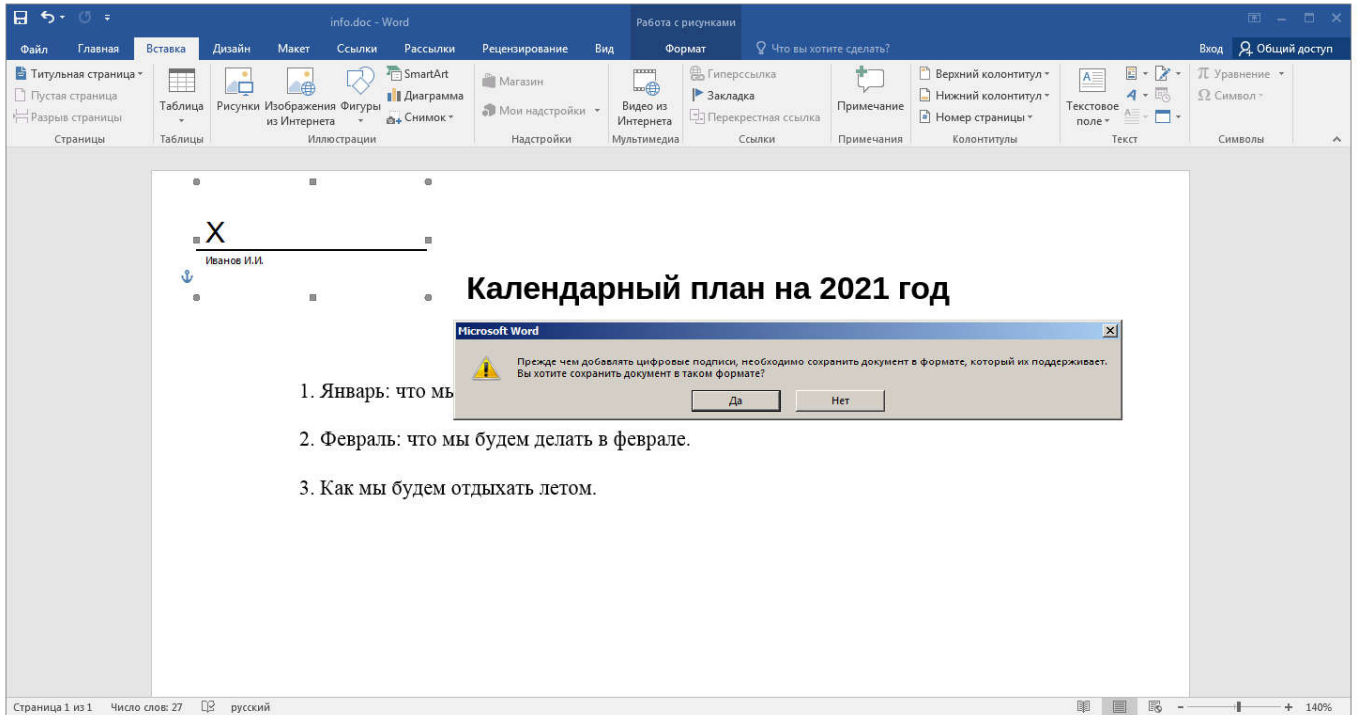 info.doc - Word
Работа с рисунками
Файл Главная Вставка Дизайн Макет Ссылки Рассылки Рецензирование Вид Формат Что вы хотите сделать? Вход Общий доступ
Титульная страница
Пустая страница
Разрыв страницы
Страницы
Таблица
Таблицы
Рисунки
Изображения из Интернета
Фигуры
SmartArt
Диаграмма
Снимок
Иллюстрации
Магазин
Мои надстройки
Надстройки
Видео из Интернета
Мультимедиа
Гиперссылка
Закладка
Перекрестная ссылка
Ссылки
Примечание
Примечания
Верхний колонтитул
Нижний колонтитул
Номер страницы
Колонтитулы
Текстовое поле
Текст
π Уравнение
Ω Символ
Символы
X
Иванов И.И.
Календарный план на 2021 год
Microsoft Word
Прежде чем добавлять цифровые подписи, необходимо сохранить документ в формате, который их поддерживает.
Вы хотите сохранить документ в таком формате?
Да Нет
1. Январь: что мы
2. Февраль: что мы будем делать в феврале.
3. Как мы будем отдыхать летом.
Страница 1 из 1 Число слов: 27 русский 140%